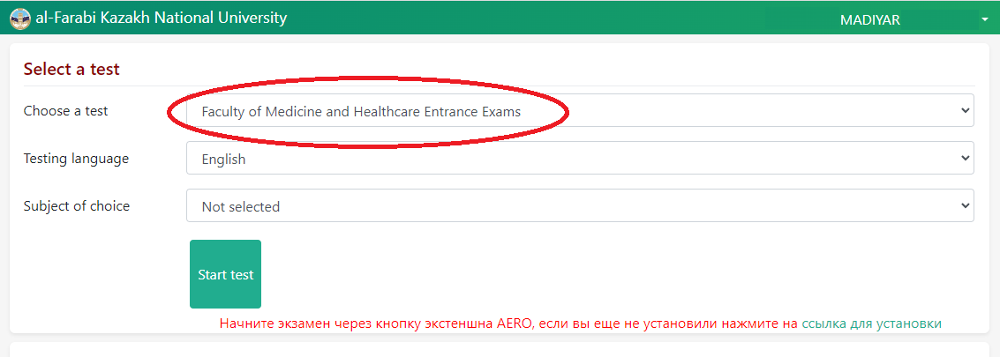 al-Farabi Kazakh National University
MADIYAR
Select a test
Choose a test
Faculty of Medicine and Healthcare Entrance Exams
Testing language
English
Subject of choice
Not selected
Start test
Начните экзамен через кнопку экстеншна AERO, если вы еще не установили нажмите на ссылка для установки